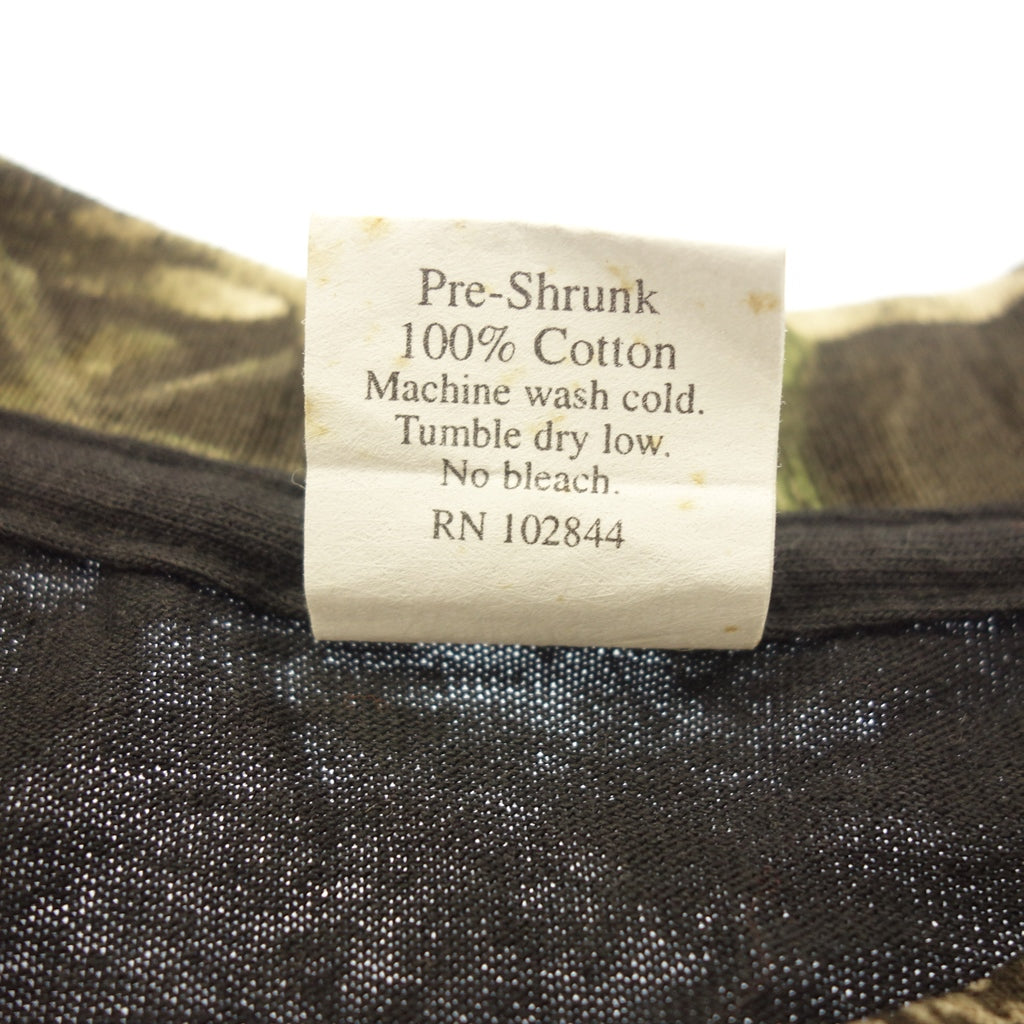 Pre-Shrunk
100% Cotton
Machine wash cold.
Tumble dry low.
No bleach.
RN 102844